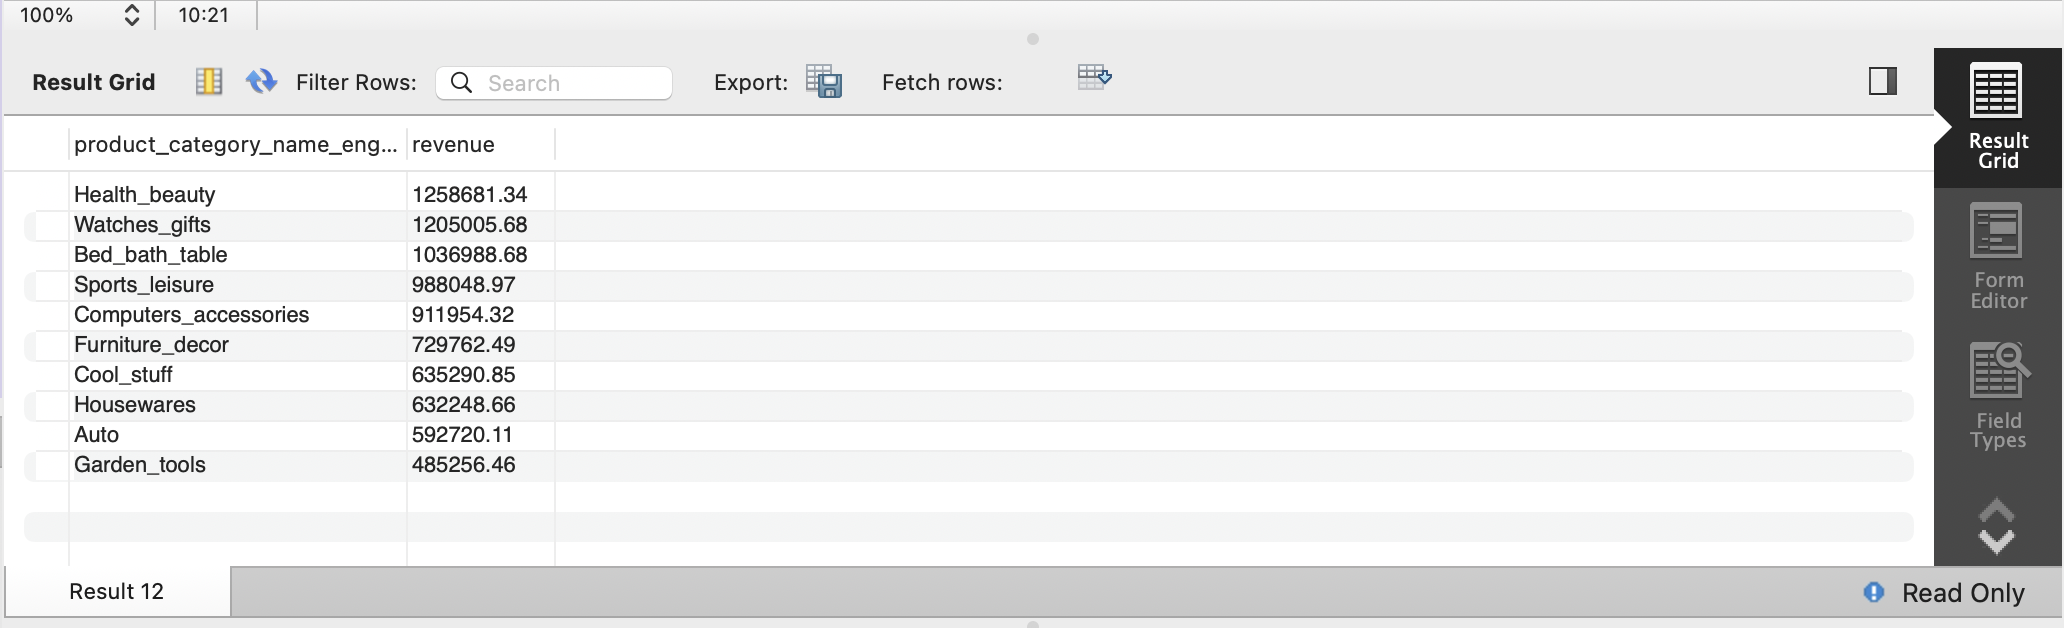 100% 10:21
Result Grid Filter Rows: Search Export: Fetch rows:
product_category_name_eng... revenue
Health_beauty 1258681.34
Watches_gifts 1205005.68
Bed_bath_table 1036988.68
Sports_leisure 988048.97
Computers_accessories 911954.32
Furniture_decor 729762.49
Cool_stuff 635290.85
Housewares 632248.66
Auto 592720.11
Garden_tools 485256.46
Result
Grid
Form
Editor
Field
Types
Result 12 Read Only